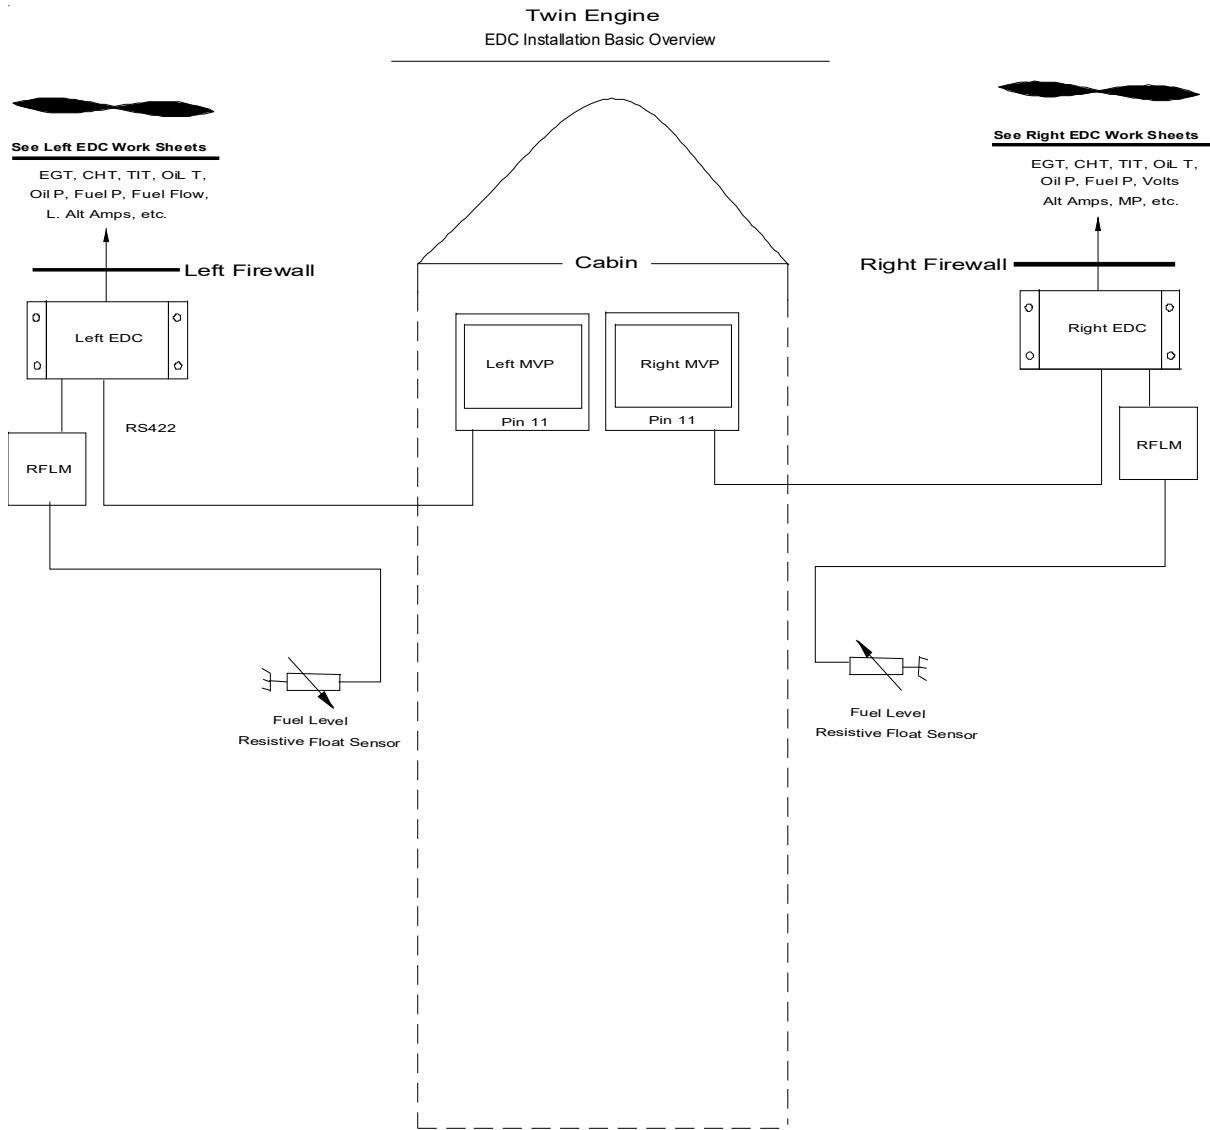 Twin Engine
EDC Installation Basic Overview
See Left EDC Work Sheets
EGT, CHT, TIT, OiL T,
Oil P, Fuel P, Fuel Flow,
L. Alt Amps, etc.
See Right EDC Work Sheets
EGT, CHT, TIT, OiL T,
Oil P, Fuel P, Volts
Alt Amps, MP, etc.
Left Firewall
Cabin
Right Firewall
Left EDC
Left MVP
Pin 11
Right MVP
Pin 11
Right EDC
RS422
RFLM
RFLM
Fuel Level
Resistive Float Sensor
Fuel Level
Resistive Float Sensor